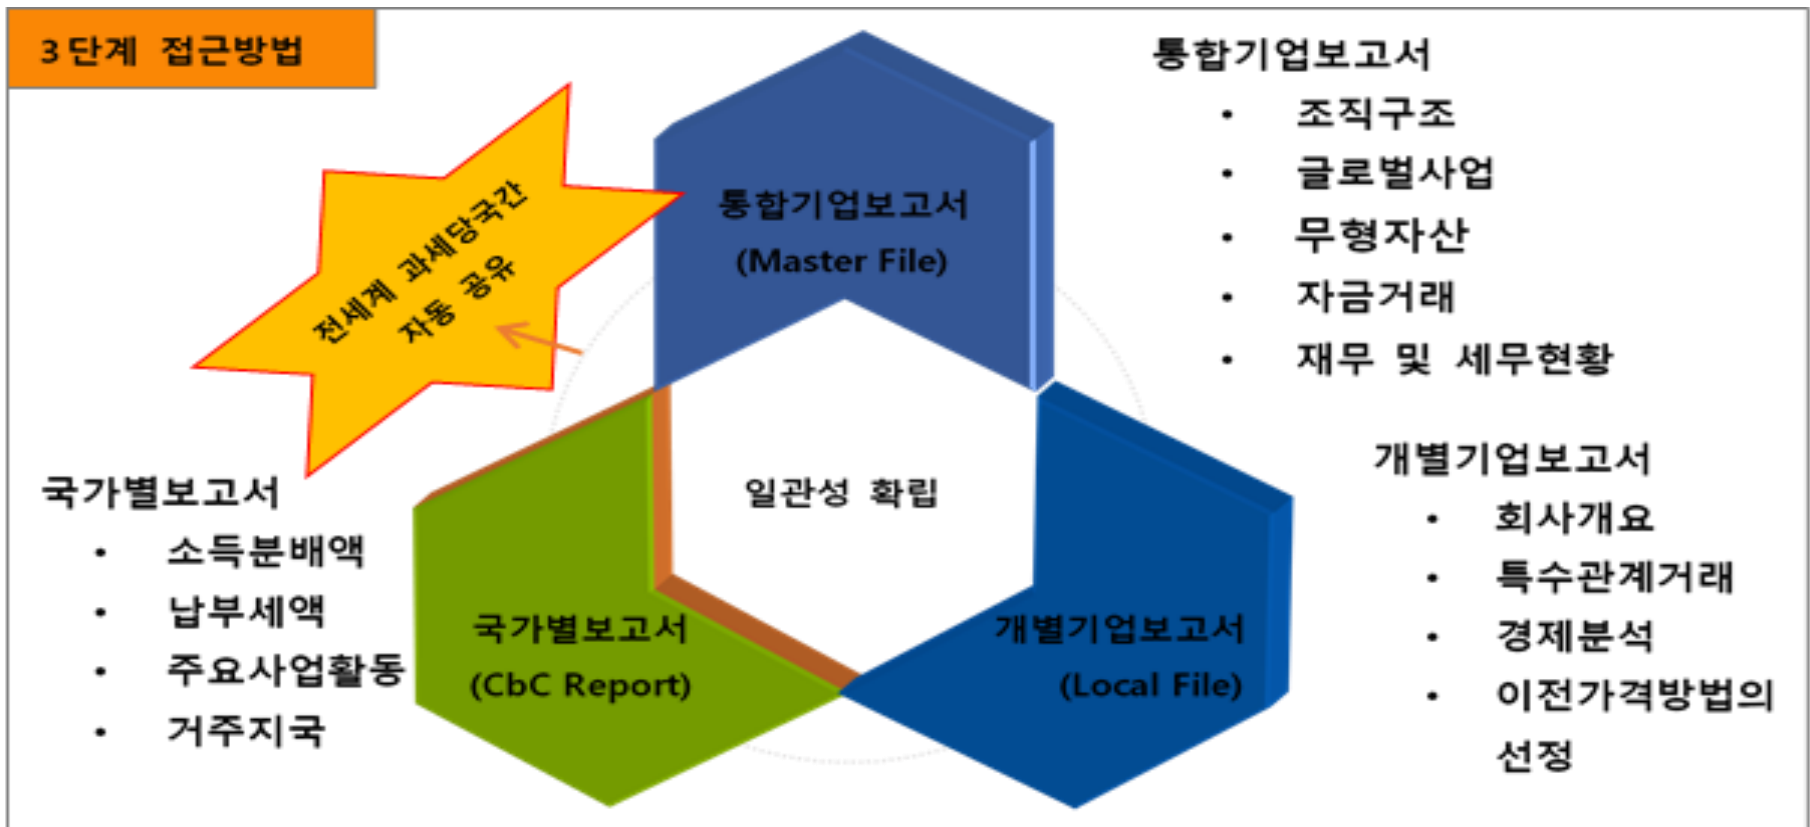 3단계 접근방법
전세계 과세당국간
자동 공유
통합기업보고서
(Master File)
통합기업보고서
• 조직구조
• 글로벌사업
• 무형자산
• 자금거래
• 재무 및 세무현황
일관성 확립
국가별보고서
• 소득분배액
• 납부세액
• 주요사업활동
• 거주지국
국가별보고서
(CbC Report)
개별기업보고서
(Local File)
개별기업보고서
• 회사개요
• 특수관계거래
• 경제분석
• 이전가격방법의
선정